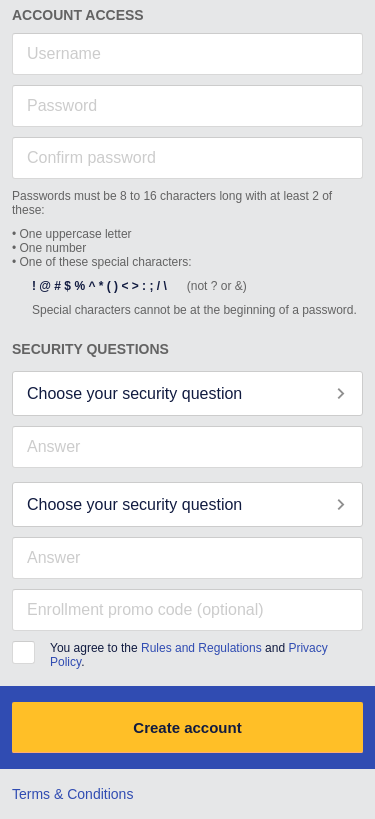 ACCOUNT ACCESS
Username
Password
Confirm password
Passwords must be 8 to 16 characters long with at least 2 of
these:
• One uppercase letter
• One number
• One of these special characters:
! @ # $ % ^ * ( ) < > : ; / \ (not ? or &)
Special characters cannot be at the beginning of a password.
SECURITY QUESTIONS
Choose your security question
Answer
Choose your security question
Answer
Enrollment promo code (optional)
You agree to the Rules and Regulations and Privacy
Policy.
Create account
Terms & Conditions